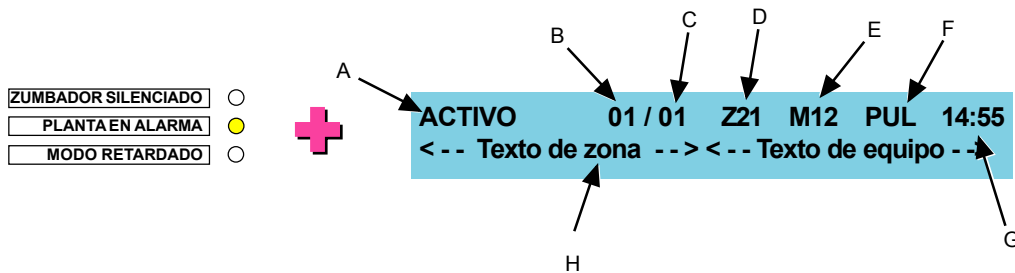 B C D E F
A
ZUMBADOR SILENCIADO
PLANTA EN ALARMA
MODO RETARDADO
ACTIVO 01 / 01 Z21 M12 PUL 14:55
< - - Texto de zona - - > < - - Texto de equipo - - >
G
H